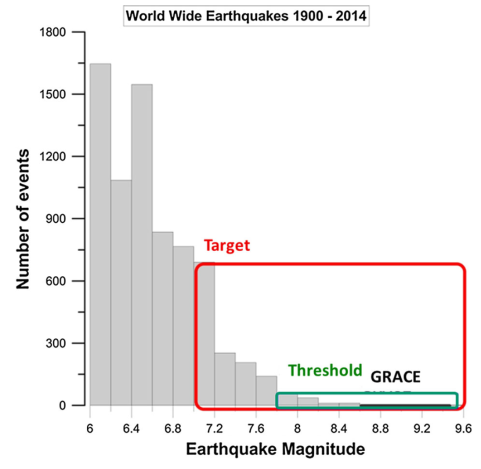 World Wide Earthquakes 1900 - 2014
1800
1500
1200
900
600
300
0
Number of events
Target
Threshold
GRACE
6 6.4 6.8 7.2 7.6 8 8.4 8.8 9.2 9.6
Earthquake Magnitude